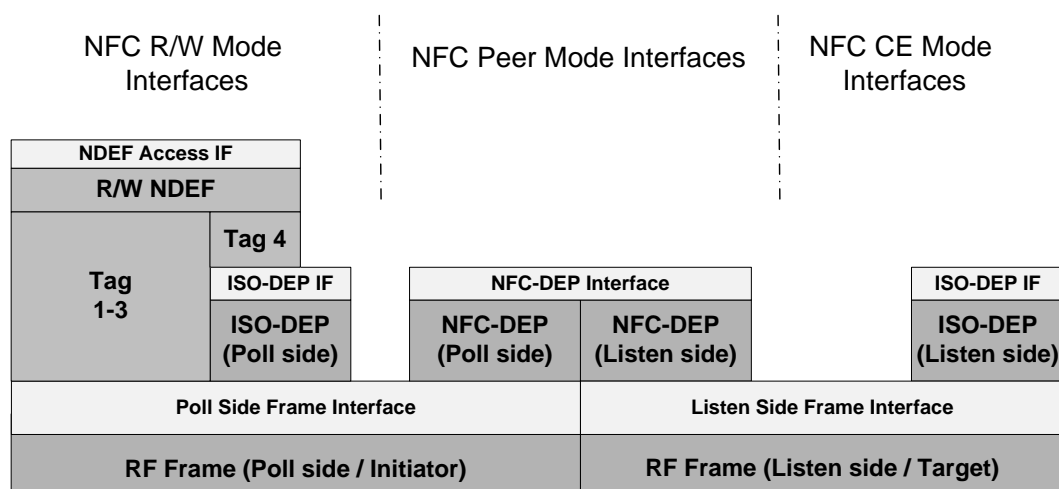 NFC R/W Mode
Interfaces
NFC Peer Mode Interfaces
NFC CE Mode
Interfaces
NDEF Access IF
R/W NDEF
Tag
1-3
Tag 4
ISO-DEP IF
ISO-DEP
(Poll side)
NFC-DEP Interface
NFC-DEP
(Poll side)
NFC-DEP
(Listen side)
ISO-DEP IF
ISO-DEP
(Listen side)
Poll Side Frame Interface
Listen Side Frame Interface
RF Frame (Poll side / Initiator)
RF Frame (Listen side / Target)